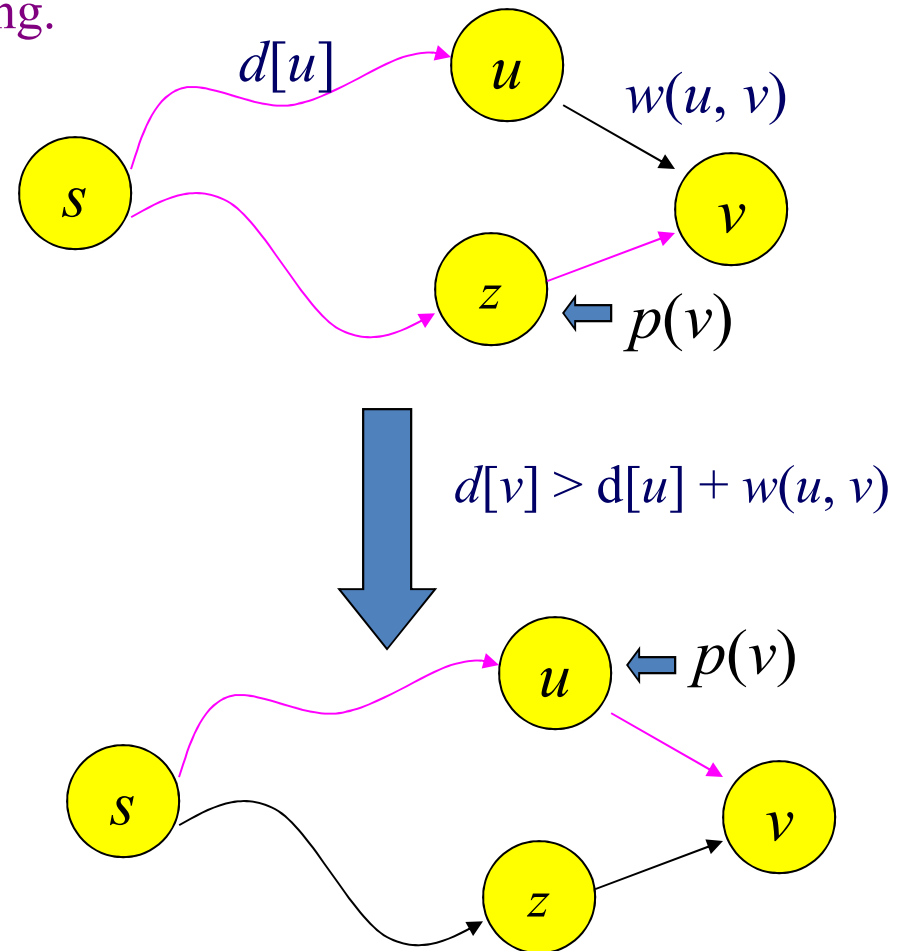 ng.
d[u]
u
w(u, v)
s
v
z
p(v)
d[v] > d[u] + w(u, v)
u
p(v)
s
v
z